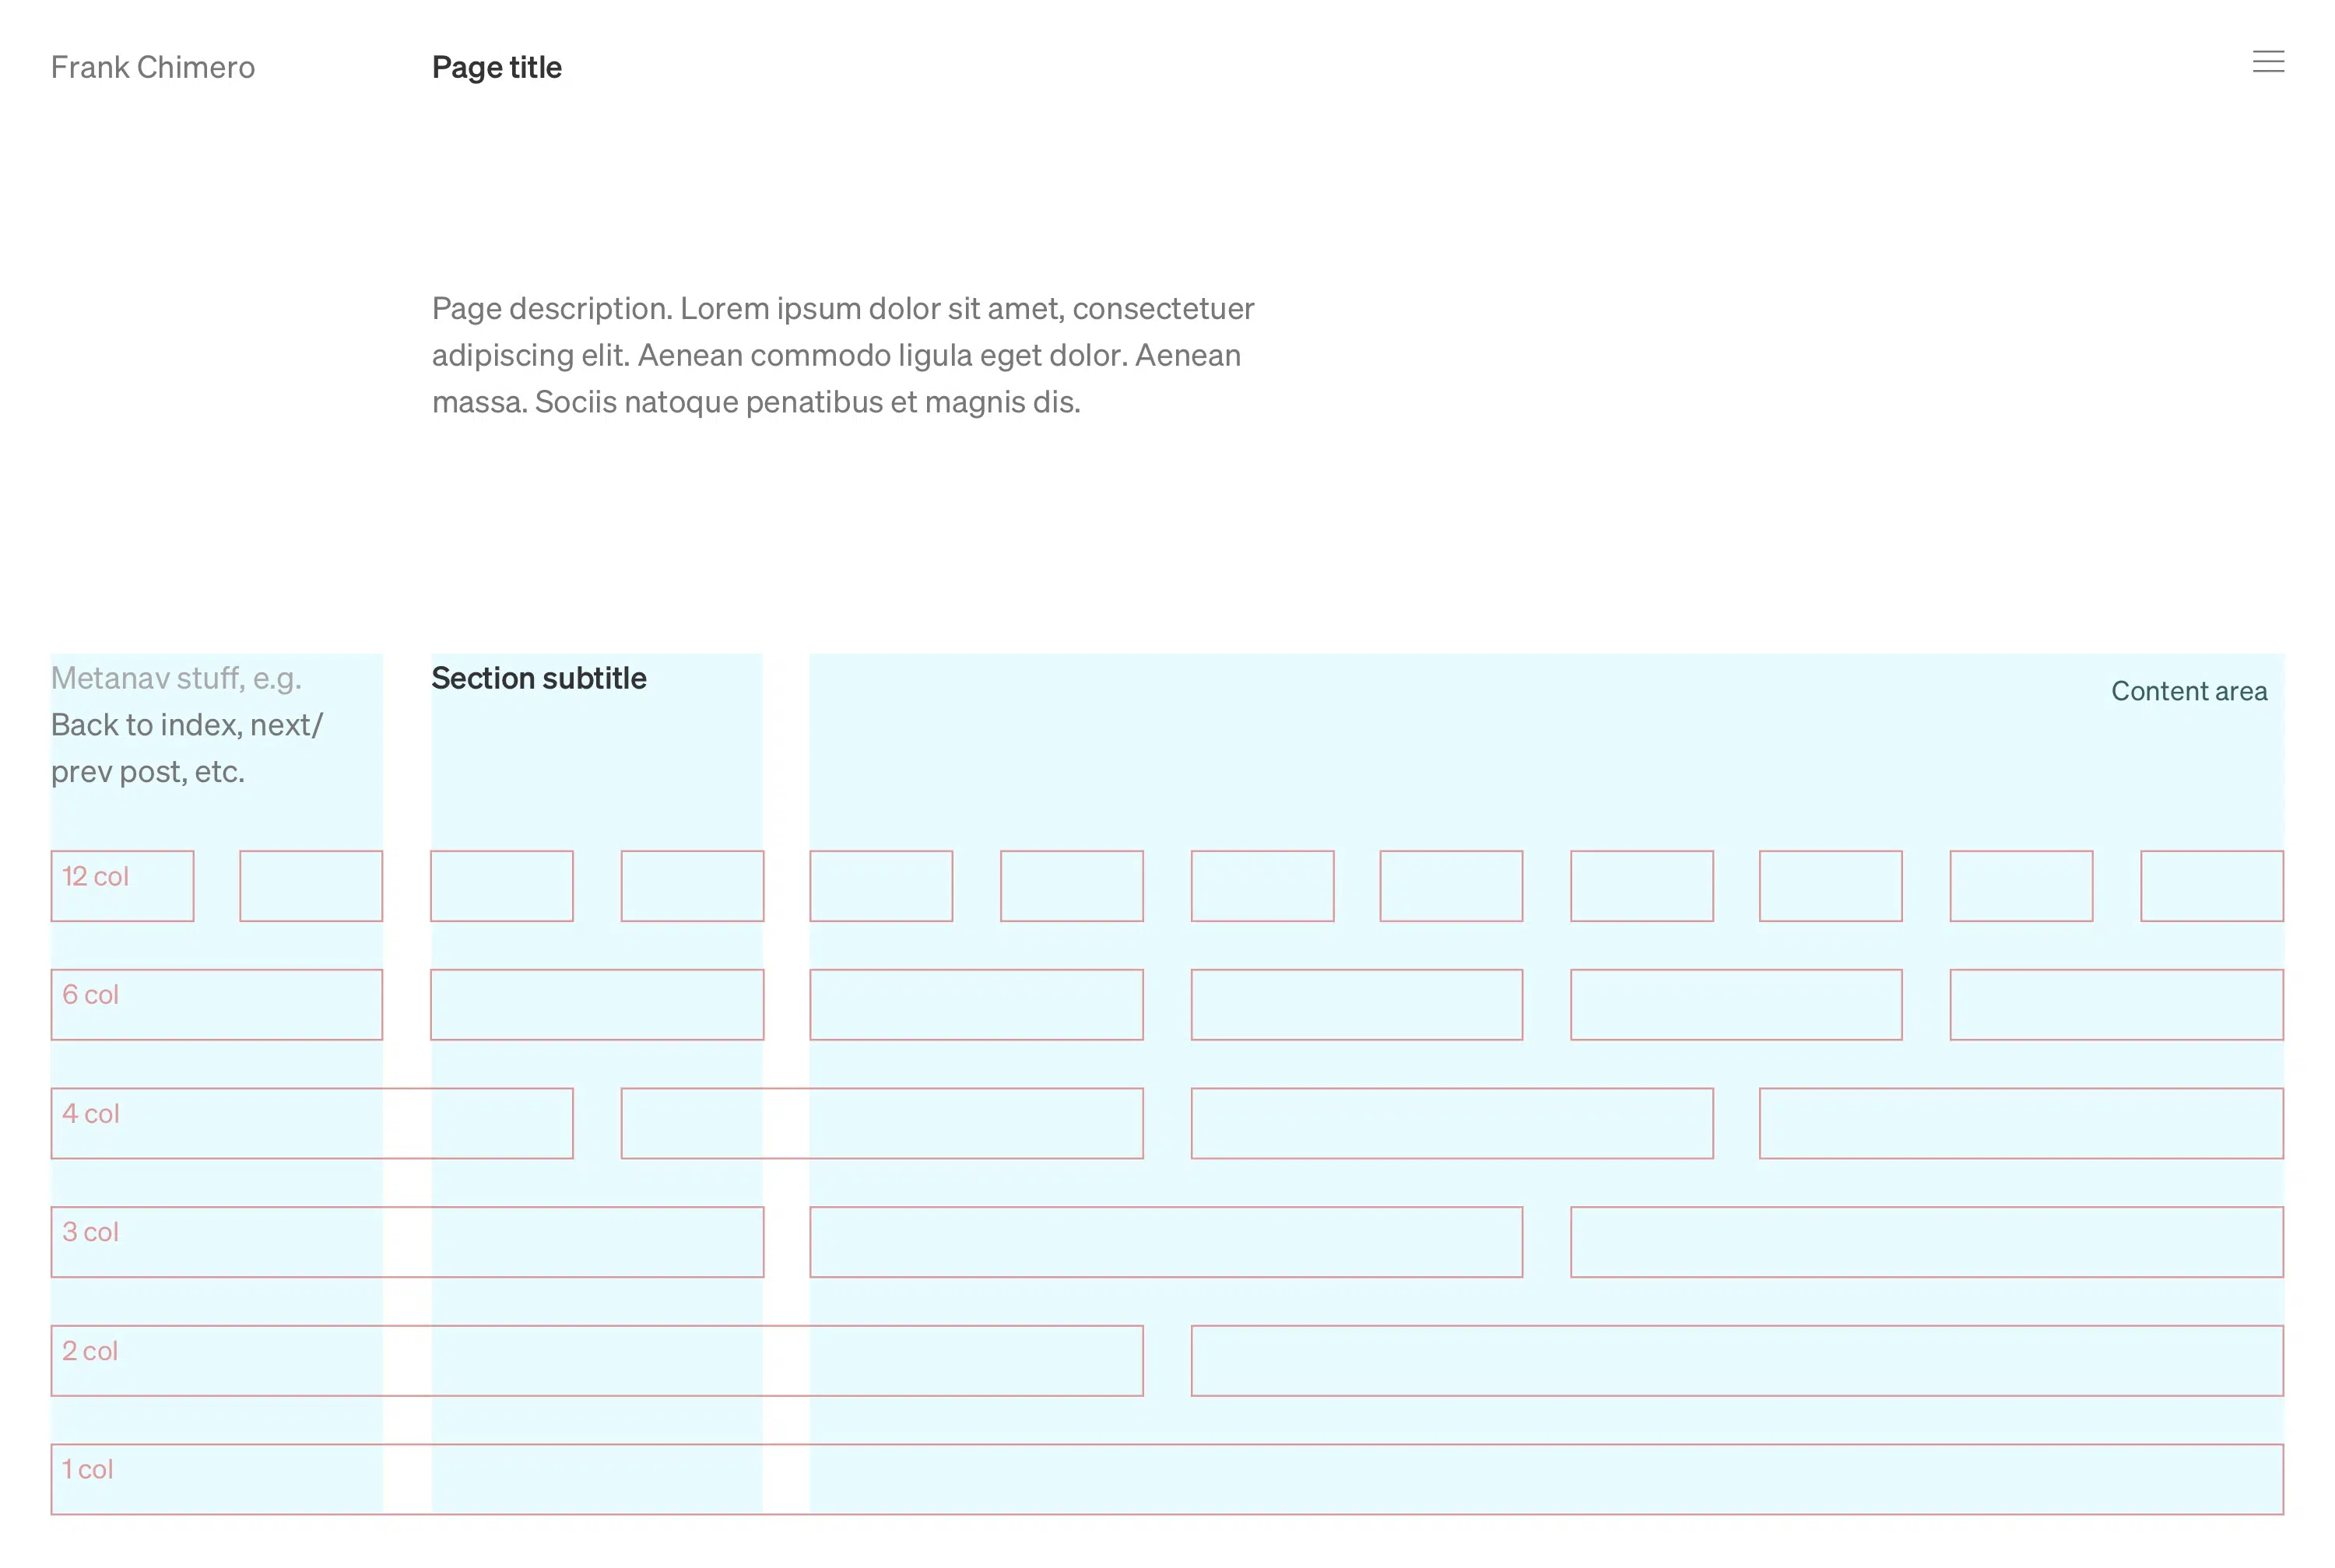 Frank Chimero
Page title
Page description. Lorem ipsum dolor sit amet, consectetuer
adipiscing elit. Aenean commodo ligula eget dolor. Aenean
massa. Sociis natoque penatibus et magnis dis.
Metanav stuff, e.g.
Back to index, next/
prev post, etc.
Section subtitle
Content area
12 col
6 col
4 col
3 col
2 col
1 col